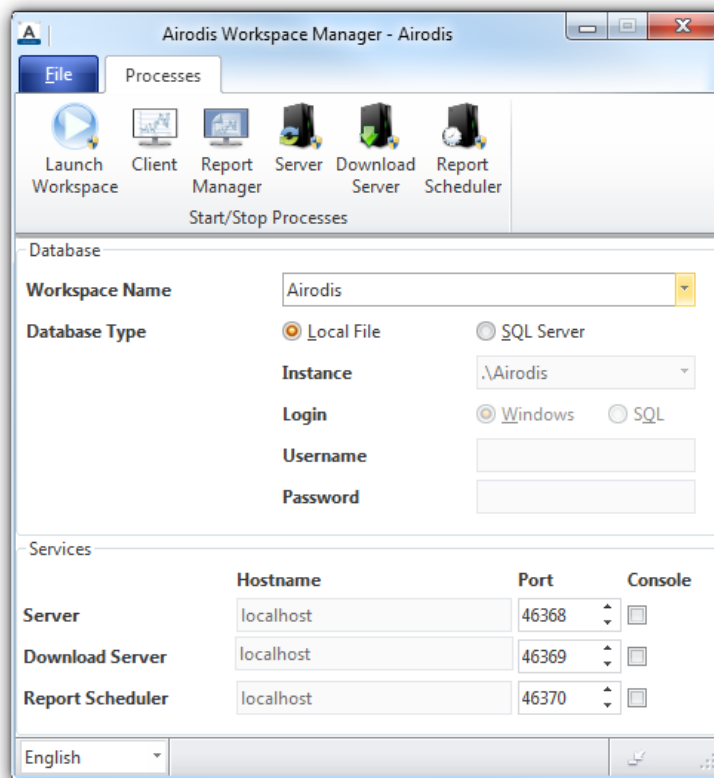 Airodis Workspace Manager - Airodis
File Processes
Launch Workspace Client Report Manager Server Download Server Report Scheduler
Start/Stop Processes
Database
Workspace Name Airodis
Database Type Local File SQL Server
Instance .\Airodis
Login Windows SQL
Username
Password
Services
Hostname Port Console
Server localhost 46368
Download Server localhost 46369
Report Scheduler localhost 46370
English